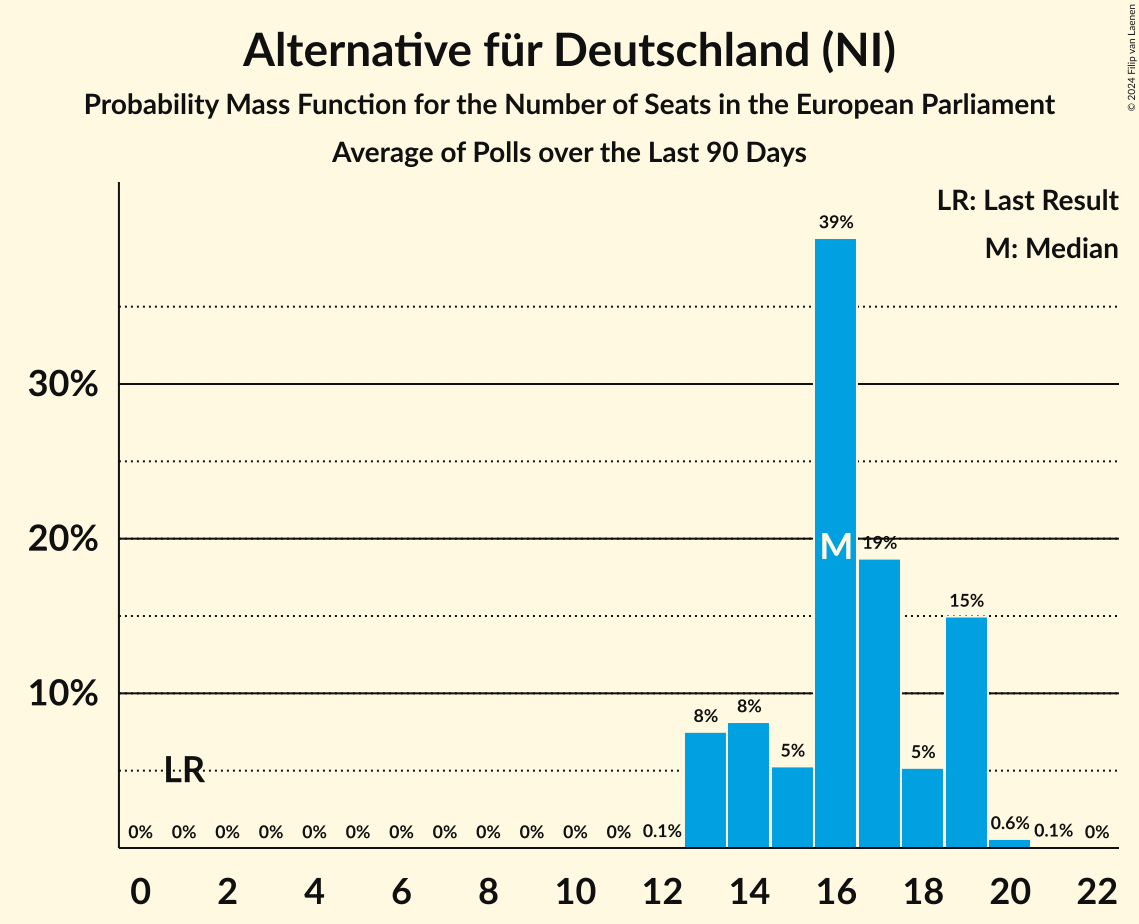 Alternative für Deutschland (NI)
Probability Mass Function for the Number of Seats in the European Parliament
Average of Polls over the Last 90 Days
© 2024 Filip van Laenen
LR: Last Result
M: Median
39%
30%
20%
M
19%
15%
10%
8%
8%
5%
5%
LR
0%
0%
0%
0%
0%
0%
0%
0%
0%
0%
0%
0%
0.1%
0.6%
0.1%
0%
0 2 4 6 8 10 12 14 16 18 20 22